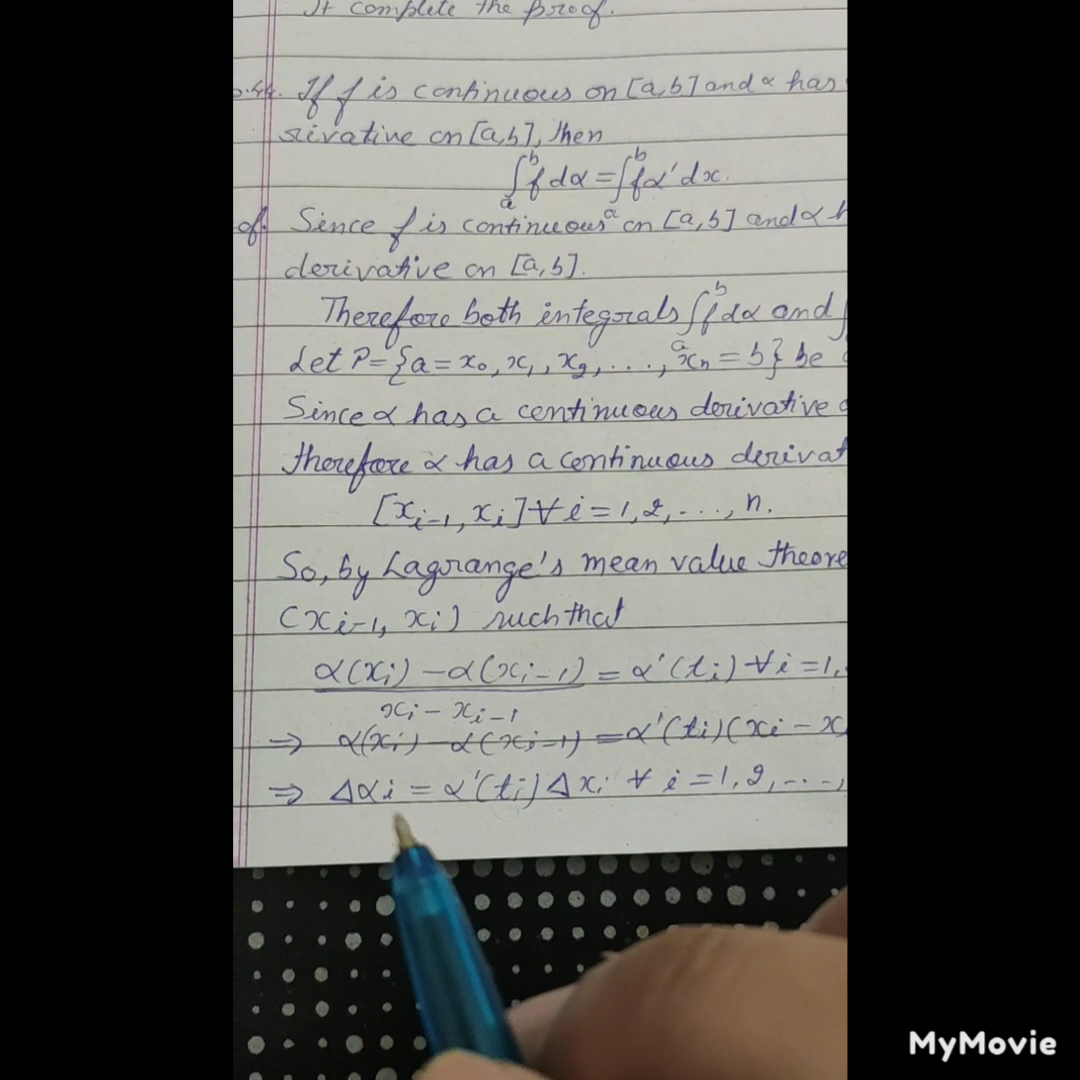 It complete the proof.
If f is continuous on [a,b] and α has
rivative on [a,b], then
∫ₐᵇ f dα = ∫ₐᵇ f α' dx.
of. Since f is continuous on [a,b] and α h
derivative on [a,b].
Therefore both integrals ∫ₐᵇ f dα and ∫
Let P={a=x₀, x₁, x₂, ..., xₙ = b} be
Since α has a continuous derivative
therefore α has a continuous derivat
[xᵢ₋₁, xᵢ] ∀ i = 1, 2, ..., n.
So, by Lagrange's mean value theore
(xᵢ₋₁, xᵢ) such that
α(xᵢ) - α(xᵢ₋₁) = α'(tᵢ) ∀ i = 1,
xᵢ - xᵢ₋₁
⇒ α(xᵢ) - α(xᵢ₋₁) = α'(tᵢ)(xᵢ - x
⇒ Δαᵢ = α'(tᵢ) Δxᵢ ∀ i = 1, 2, ...,
MyMovie